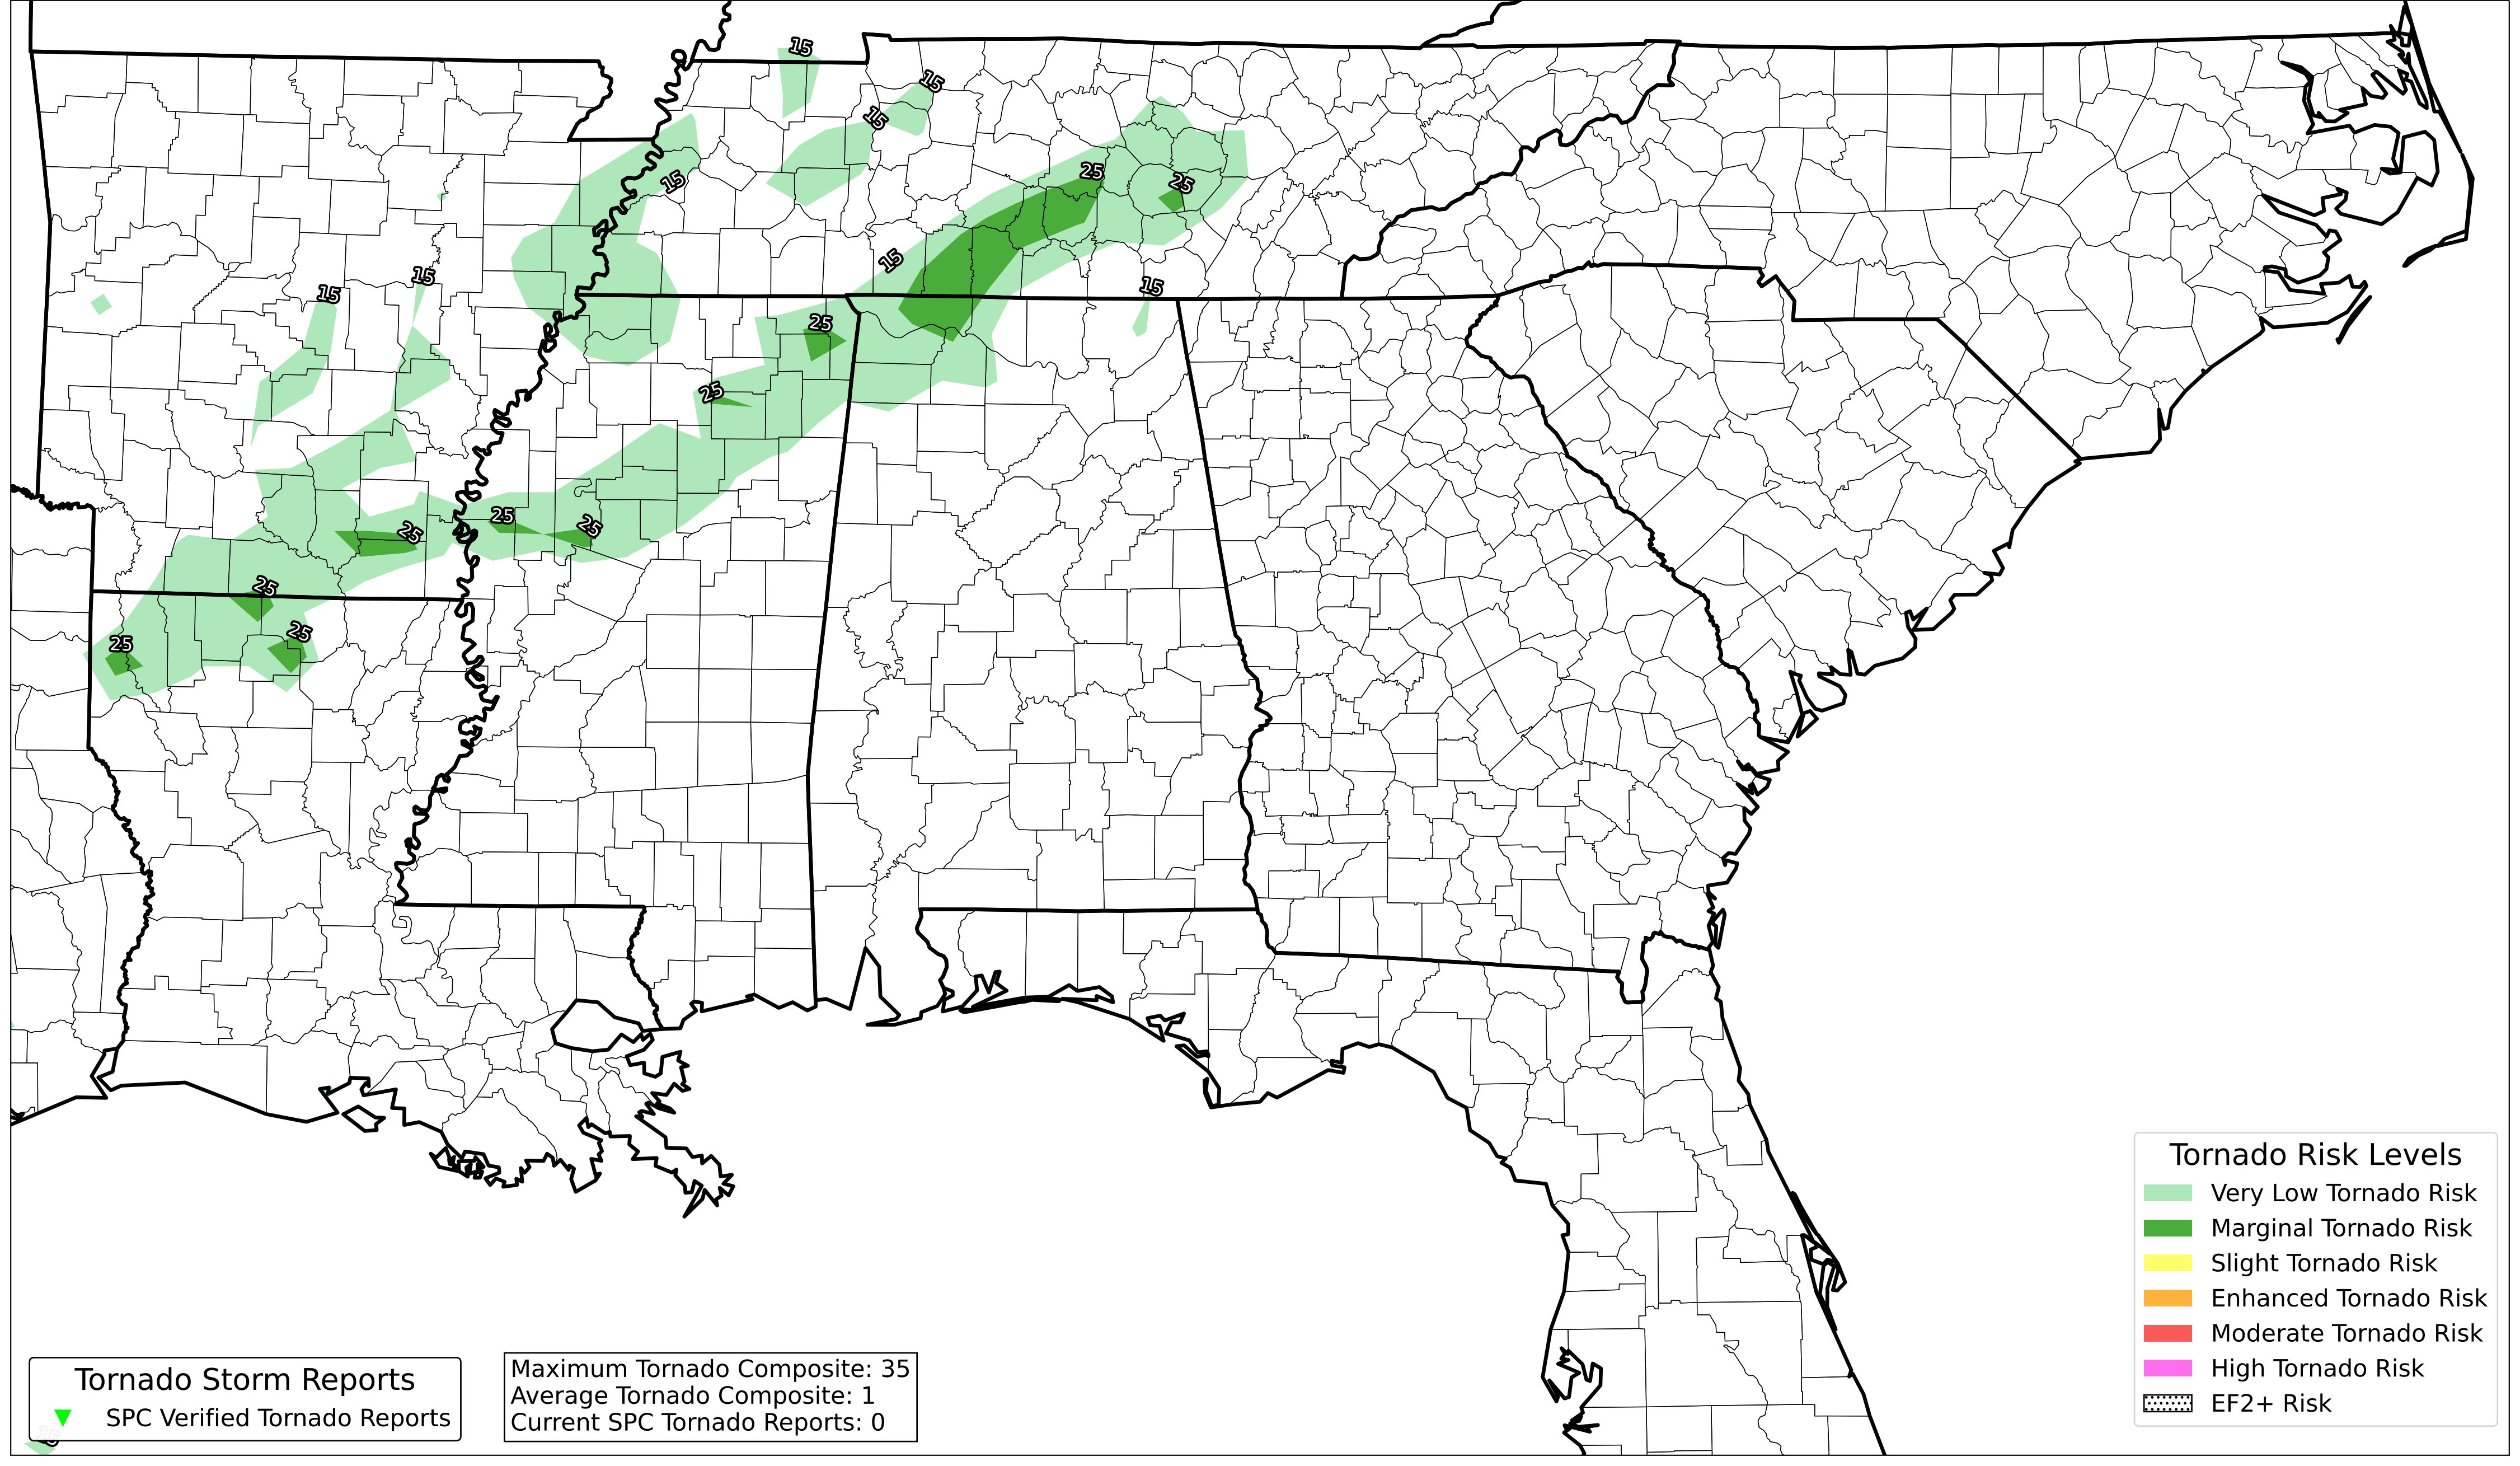 15
15
15
25
15
25
15
15
15
15
25
25
25
25
25
25
25
25
Tornado Risk Levels
Very Low Tornado Risk
Marginal Tornado Risk
Slight Tornado Risk
Enhanced Tornado Risk
Moderate Tornado Risk
High Tornado Risk
EF2+ Risk
Tornado Storm Reports
SPC Verified Tornado Reports
Maximum Tornado Composite: 35
Average Tornado Composite: 1
Current SPC Tornado Reports: 0